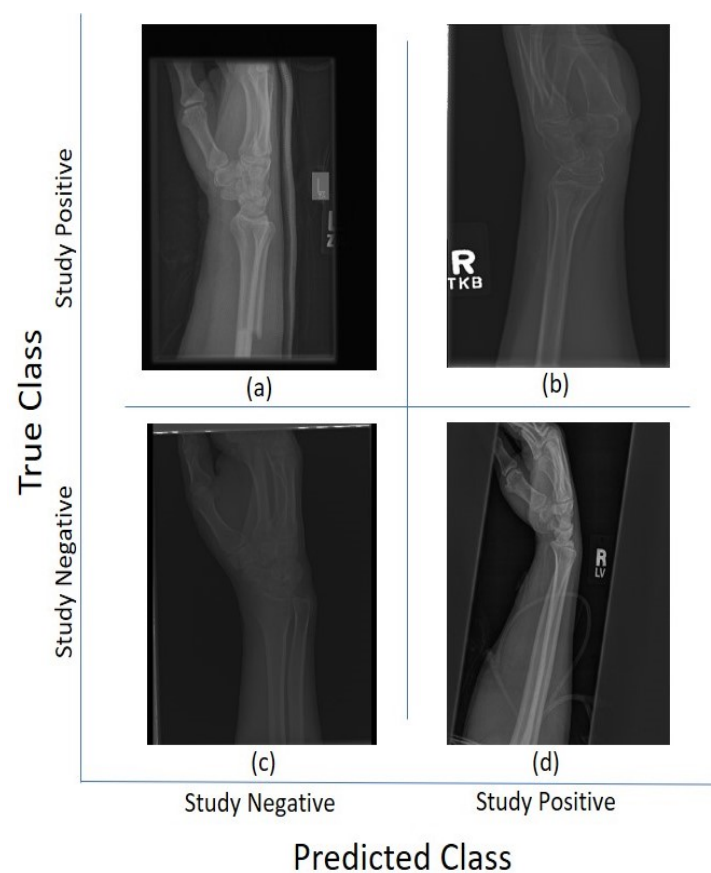 True Class
Study Positive
Study Negative
R
TKB
(a)
(b)
R
LV
(c)
(d)
Study Negative
Study Positive
Predicted Class